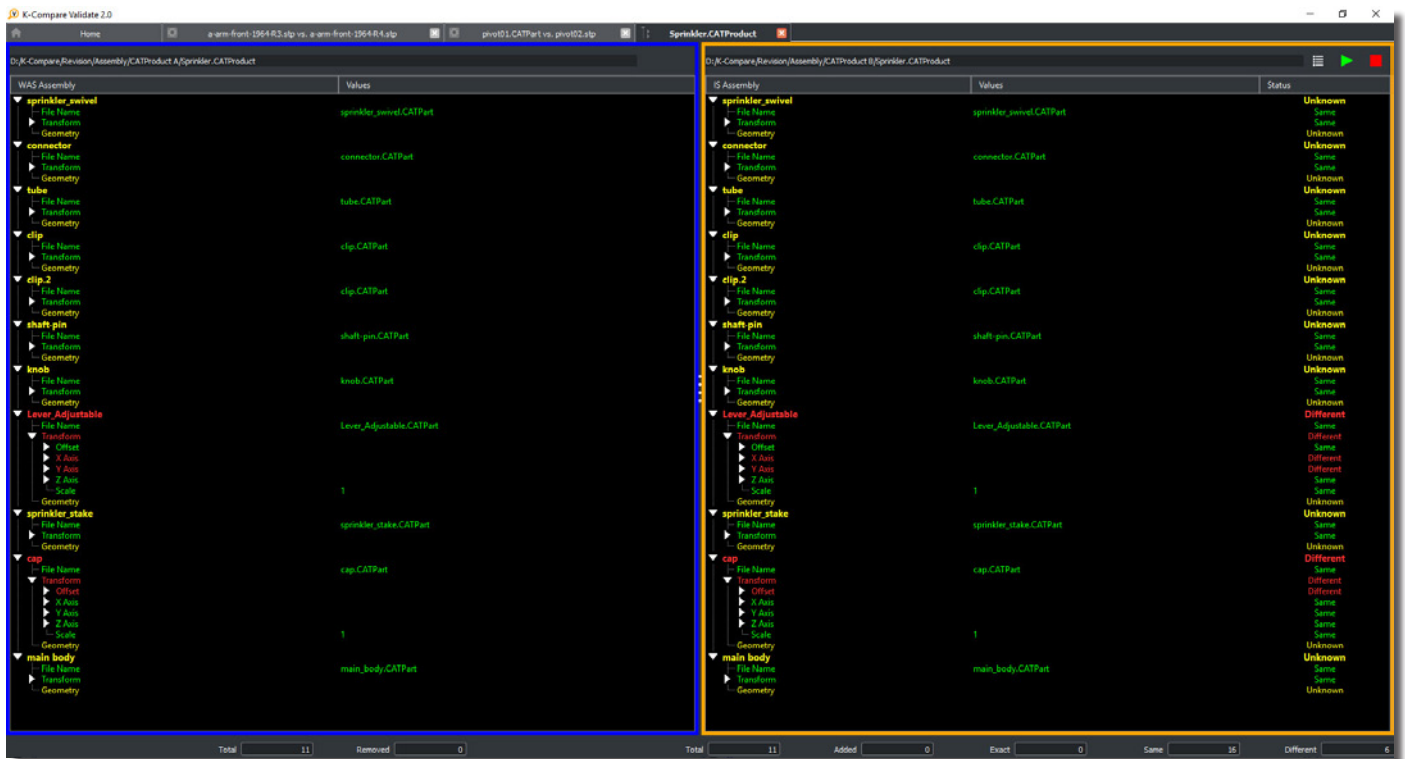 K-Compare Validate 2.0
Home a-arm-front-1964-R3.stp vs. a-arm-front-1964-R4.stp pivot01.CATPart vs. pivot02.stp Sprinkler.CATProduct
D:/K-Compare/Revision/Assembly/CATProduct A/Sprinkler.CATProduct D:/K-Compare/Revision/Assembly/CATProduct B/Sprinkler.CATProduct
WAS Assembly Values IS Assembly Values Status
sprinkler_swivel sprinkler_swivel Unknown
File Name sprinkler_swivel.CATPart File Name sprinkler_swivel.CATPart Same
Transform Transform Same
Geometry Geometry Unknown
connector connector Unknown
File Name connector.CATPart File Name connector.CATPart Same
Transform Transform Same
Geometry Geometry Unknown
tube tube Unknown
File Name tube.CATPart File Name tube.CATPart Same
Transform Transform Same
Geometry Geometry Unknown
clip clip Unknown
File Name clip.CATPart File Name clip.CATPart Same
Transform Transform Same
Geometry Geometry Unknown
clip.2 clip.2 Unknown
File Name clip.CATPart File Name clip.CATPart Same
Transform Transform Same
Geometry Geometry Unknown
shaft-pin shaft-pin Unknown
File Name shaft-pin.CATPart File Name shaft-pin.CATPart Same
Transform Transform Same
Geometry Geometry Unknown
knob knob Unknown
File Name knob.CATPart File Name knob.CATPart Same
Transform Transform Same
Geometry Geometry Unknown
Lever_Adjustable Lever_Adjustable Different
File Name Lever_Adjustable.CATPart File Name Lever_Adjustable.CATPart Same
Transform Transform Different
Offset Offset Same
X Axis X Axis Different
Y Axis Y Axis Different
Z Axis Z Axis Same
Scale 1 Scale 1 Same
Geometry Geometry Unknown
sprinkler_stake sprinkler_stake Unknown
File Name sprinkler_stake.CATPart File Name sprinkler_stake.CATPart Same
Transform Transform Same
Geometry Geometry Unknown
cap cap Different
File Name cap.CATPart File Name cap.CATPart Same
Transform Transform Different
Offset Offset Different
X Axis X Axis Same
Y Axis Y Axis Same
Z Axis Z Axis Same
Scale 1 Scale 1 Same
Geometry Geometry Unknown
main body main body Unknown
File Name main_body.CATPart File Name main_body.CATPart Same
Transform Transform Same
Geometry Geometry Unknown
Total 11 Removed 0 Total 11 Added 0 Exact 0 Same 16 Different 6